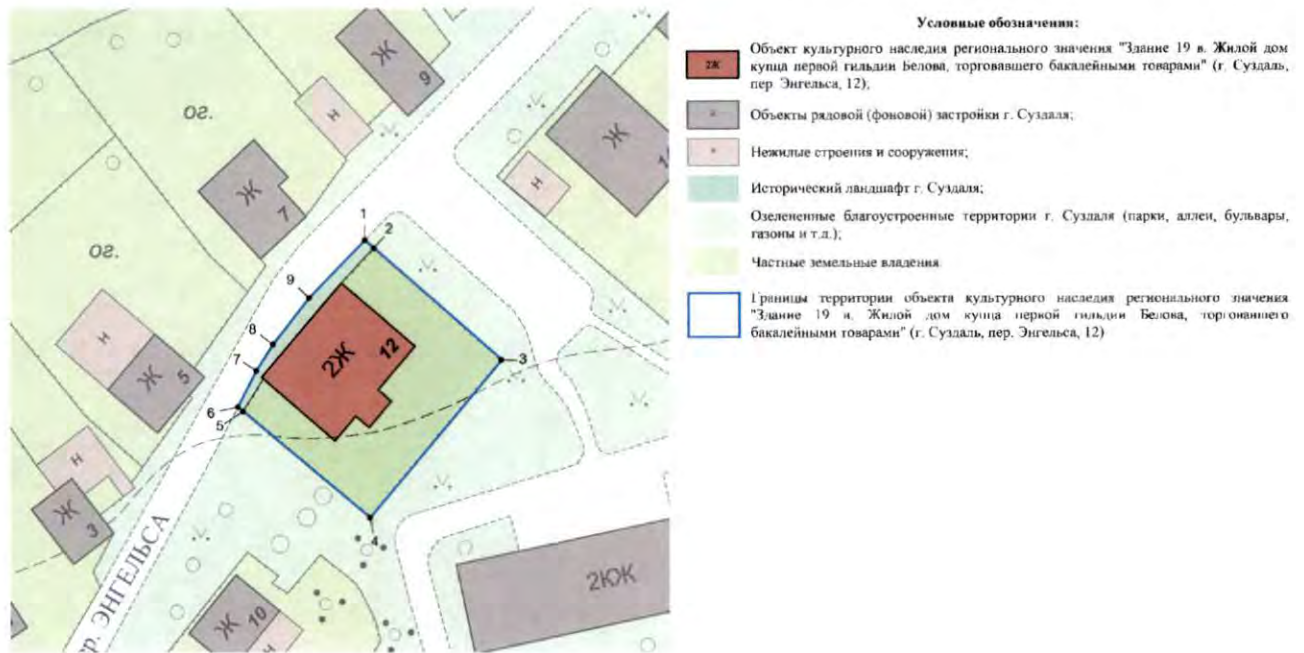 Условные обозначения:
2Ж
Объект культурного наследия регионального значения "Здание 19 в. Жилой дом
купца первой гильдии Белова, торговавшего бакалейными товарами" (г. Суздаль,
пер. Энгельса, 12);
Объекты рядовой (фоновой) застройки г. Суздаля;
Нежилые строения и сооружения;
Исторический ландшафт г. Суздаля;
Озелененные благоустроенные территории г. Суздаля (парки, аллеи, бульвары,
газоны и т.д.);
Частные земельные владения
Границы территории объекта культурного наследия регионального значения
"Здание 19 в. Жилой дом купца первой гильдии Белова, торговавшего
бакалейными товарами" (г. Суздаль, пер. Энгельса, 12)
Ж
9
ог.
Н
Ж
Н
Ж
7
1
2
ог.
9
8
3
2Ж 12
7
Н
Ж
5
6
5
Н
Ж
3
4
р. ЭНГЕЛЬСА
2КЖ
Ж
10
Н